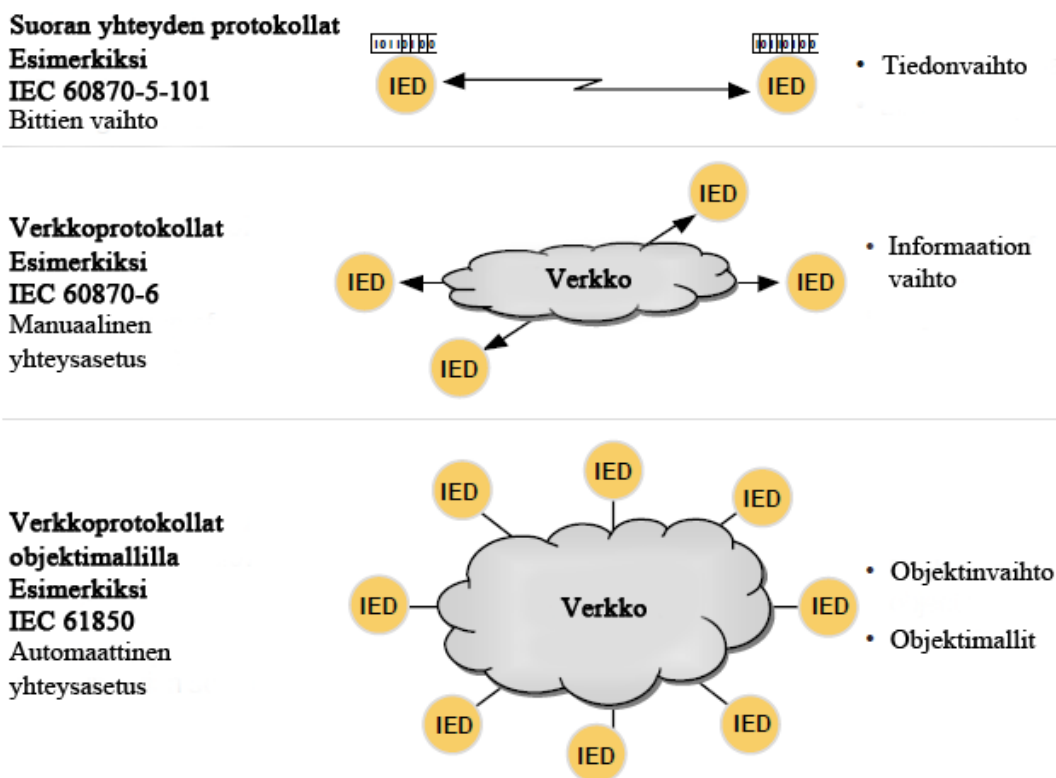 Suoran yhteyden protokollat
Esimerkiksi
IEC 60870-5-101
Bittien vaihto
10110100
IED
10110100
IED
• Tiedonvaihto
Verkkoprotokollat
Esimerkiksi
IEC 60870-6
Manuaalinen
yhteysasetus
IED
IED
Verkko
IED
IED
• Informaation
vaihto
Verkkoprotokollat
objektimallilla
Esimerkiksi
IEC 61850
Automaattinen
yhteysasetus
IED
IED
IED
IED
Verkko
IED
IED
IED
IED
• Objektinvaihto
• Objektimallit